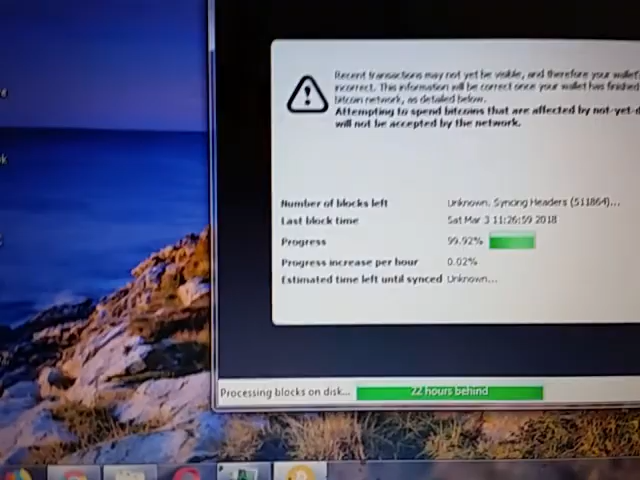 Recent transactions may not yet be visible, and therefore your wallet
incorrect. This information will be correct once your wallet has finished
bitcoin network, as detailed below.
Attempting to spend bitcoins that are affected by not-yet-d
will not be accepted by the network.
Number of blocks left Unknown. Syncing Headers (511864)...
Last block time Sat Mar 3 11:26:59 2018
Progress 99.92%
Progress increase per hour 0.02%
Estimated time left until synced Unknown...
Processing blocks on disk... 22 hours behind